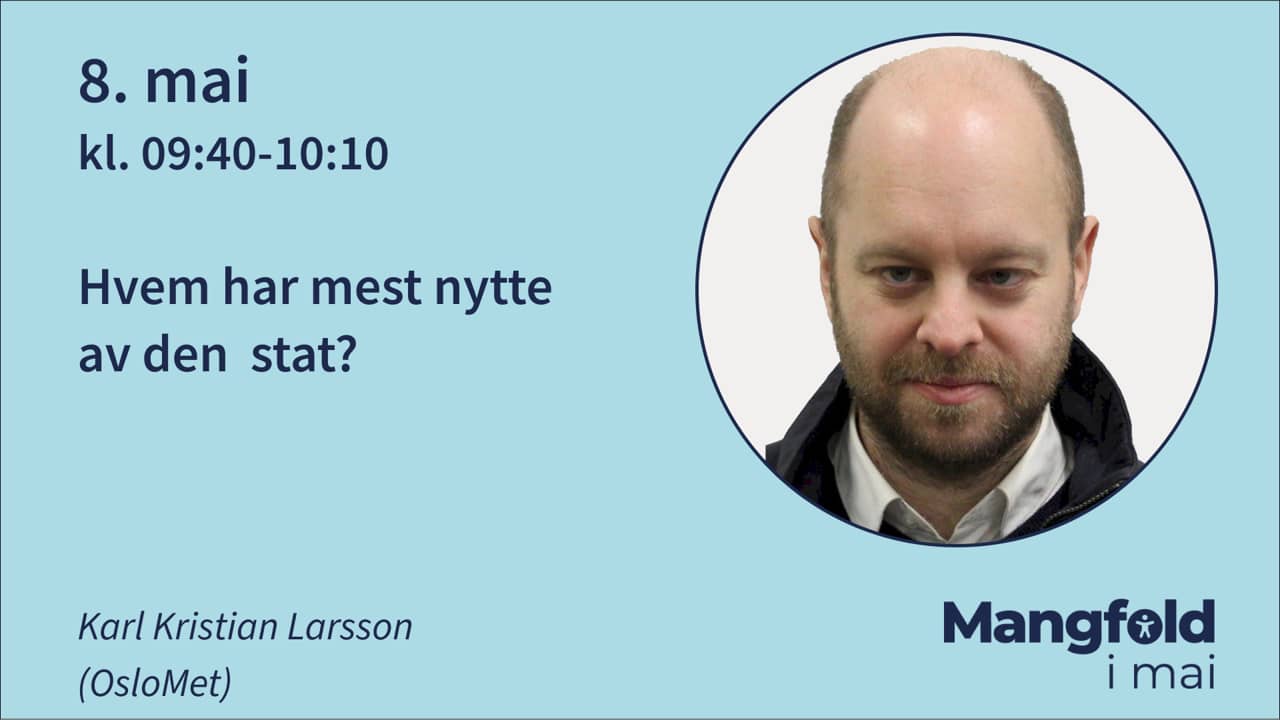 8. mai
kl. 09:40-10:10
Hvem har mest nytte
av den  stat?
Karl Kristian Larsson
(OsloMet)
Mangfold
i mai